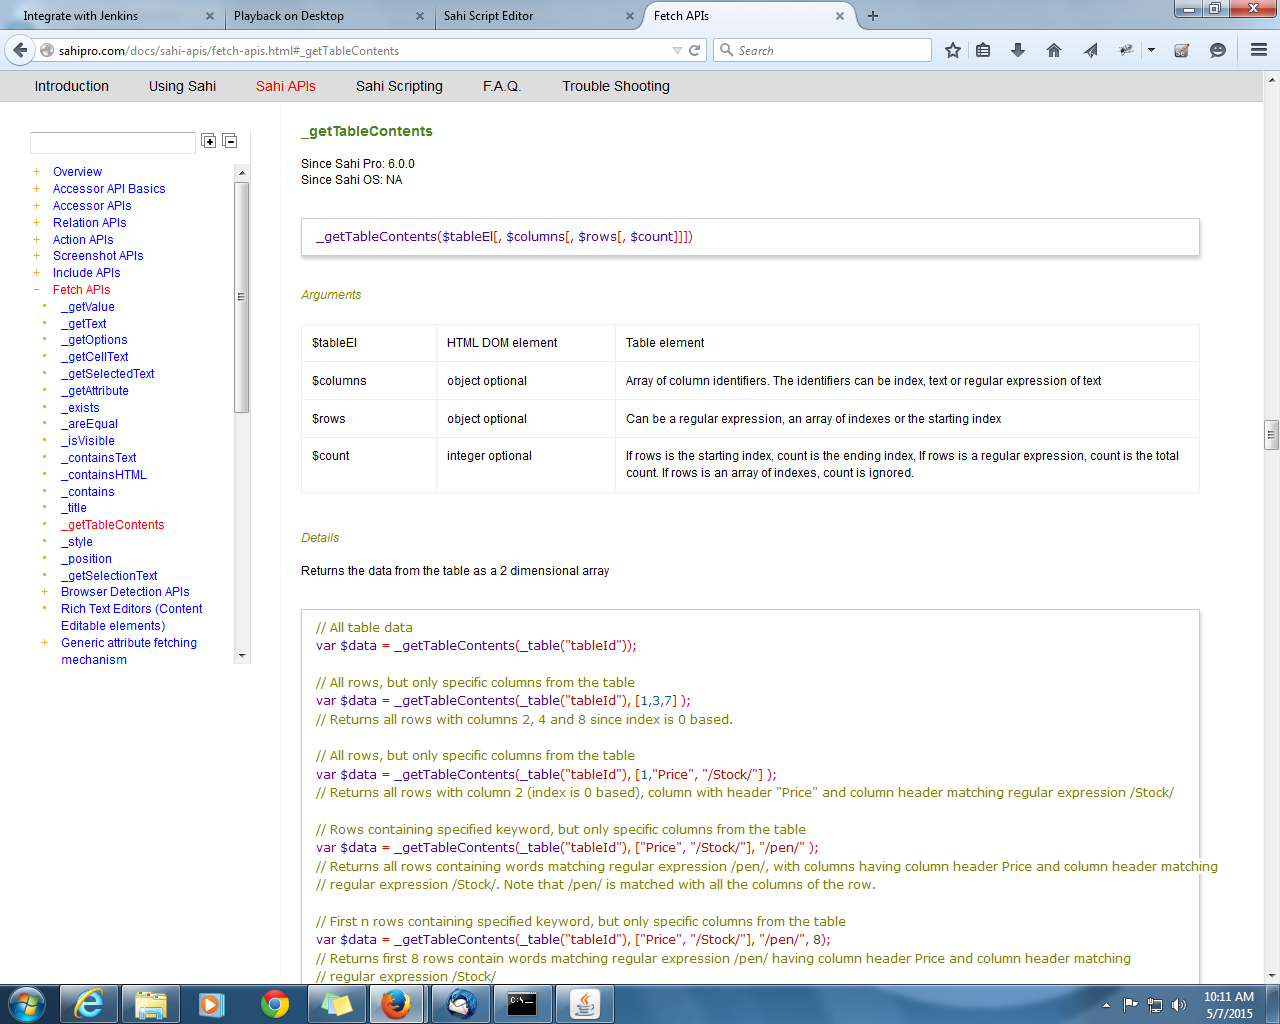 Integrate with Jenkins
Playback on Desktop
Sahi Script Editor
Fetch APIs
sahipro.com/docs/sahi-apis/fetch-apis.html#_getTableContents
Search
Introduction
Using Sahi
Sahi APIs
Sahi Scripting
F.A.Q.
Trouble Shooting
Overview
Accessor API Basics
Accessor APIs
Relation APIs
Action APIs
Screenshot APIs
Include APIs
Fetch APIs
_getValue
_getText
_getOptions
_getCellText
_getSelectedText
_getAttribute
_exists
_areEqual
_isVisible
_containsText
_containsHTML
_contains
_title
_getTableContents
_style
_position
_getSelectionText
Browser Detection APIs
Rich Text Editors (Content
Editable elements)
Generic attribute fetching
mechanism
_getTableContents
Since Sahi Pro: 6.0.0
Since Sahi OS: NA
_getTableContents($tableEl[, $columns[, $rows[, $count]]])
Arguments
$tableEl HTML DOM element Table element
$columns object optional Array of column identifiers. The identifiers can be index, text or regular expression of text
$rows object optional Can be a regular expression, an array of indexes or the starting index
$count integer optional If rows is the starting index, count is the ending index, If rows is a regular expression, count is the total
count. If rows is an array of indexes, count is ignored.
Details
Returns the data from the table as a 2 dimensional array
// All table data
var $data = _getTableContents(_table("tableId"));
// All rows, but only specific columns from the table
var $data = _getTableContents(_table("tableId"), [1,3,7] );
// Returns all rows with columns 2, 4 and 8 since index is 0 based.
// All rows, but only specific columns from the table
var $data = _getTableContents(_table("tableId"), [1,"Price", "/Stock/"] );
// Returns all rows with column 2 (index is 0 based), column with header "Price" and column header matching regular expression /Stock/
// Rows containing specified keyword, but only specific columns from the table
var $data = _getTableContents(_table("tableId"), ["Price", "/Stock/"], "/pen/" );
// Returns all rows containing words matching regular expression /pen/, with columns having column header Price and column header matching
// regular expression /Stock/. Note that /pen/ is matched with all the columns of the row.
// First n rows containing specified keyword, but only specific columns from the table
var $data = _getTableContents(_table("tableId"), ["Price", "/Stock/"], "/pen/", 8);
// Returns first 8 rows contain words matching regular expression /pen/ having column header Price and column header matching
// regular expression /Stock/
10:11 AM
5/7/2015